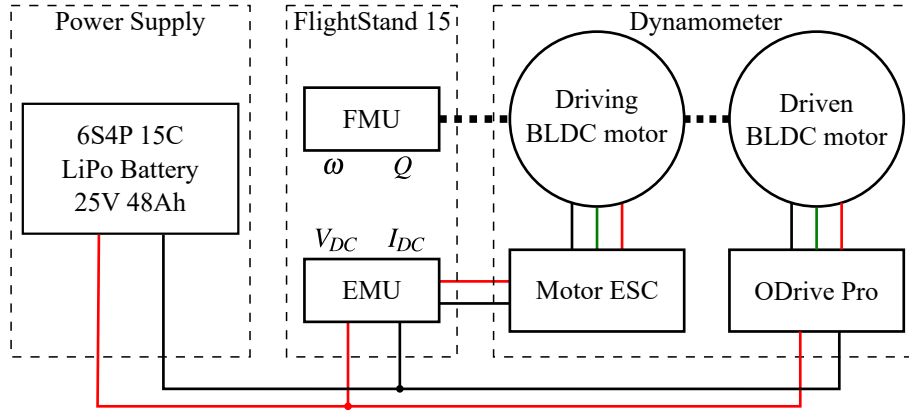 Power Supply
FlightStand 15
Dynamometer
6S4P 15C
LiPo Battery
25V 48Ah
FMU
ω Q
Driving
BLDC motor
Driven
BLDC motor
V_DC I_DC
EMU
Motor ESC
ODrive Pro